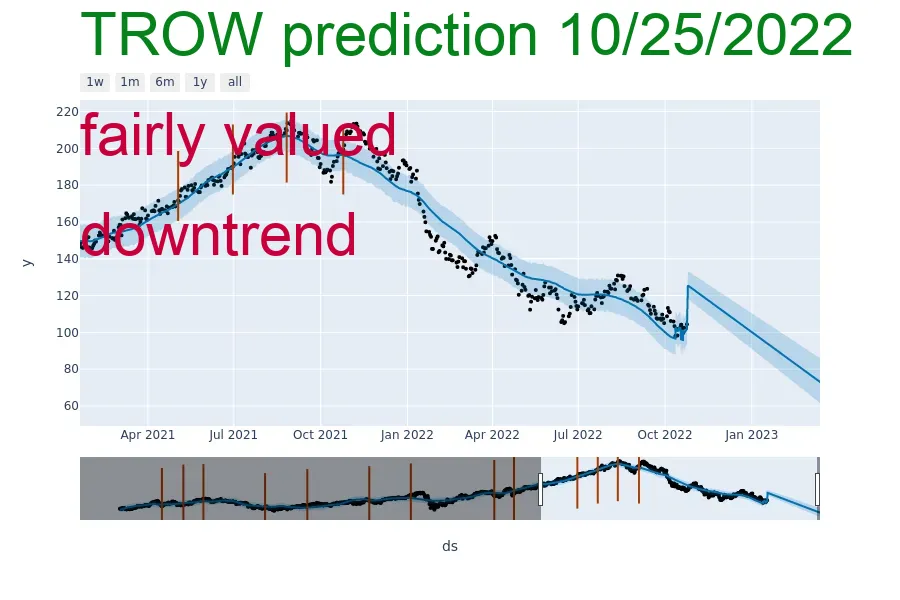 TROW prediction 10/25/2022
1w 1m 6m 1y all
220
fairly valued
200
180
160
downtrend
140
120
100
80
60
y
Apr 2021 Jul 2021 Oct 2021 Jan 2022 Apr 2022 Jul 2022 Oct 2022 Jan 2023
ds